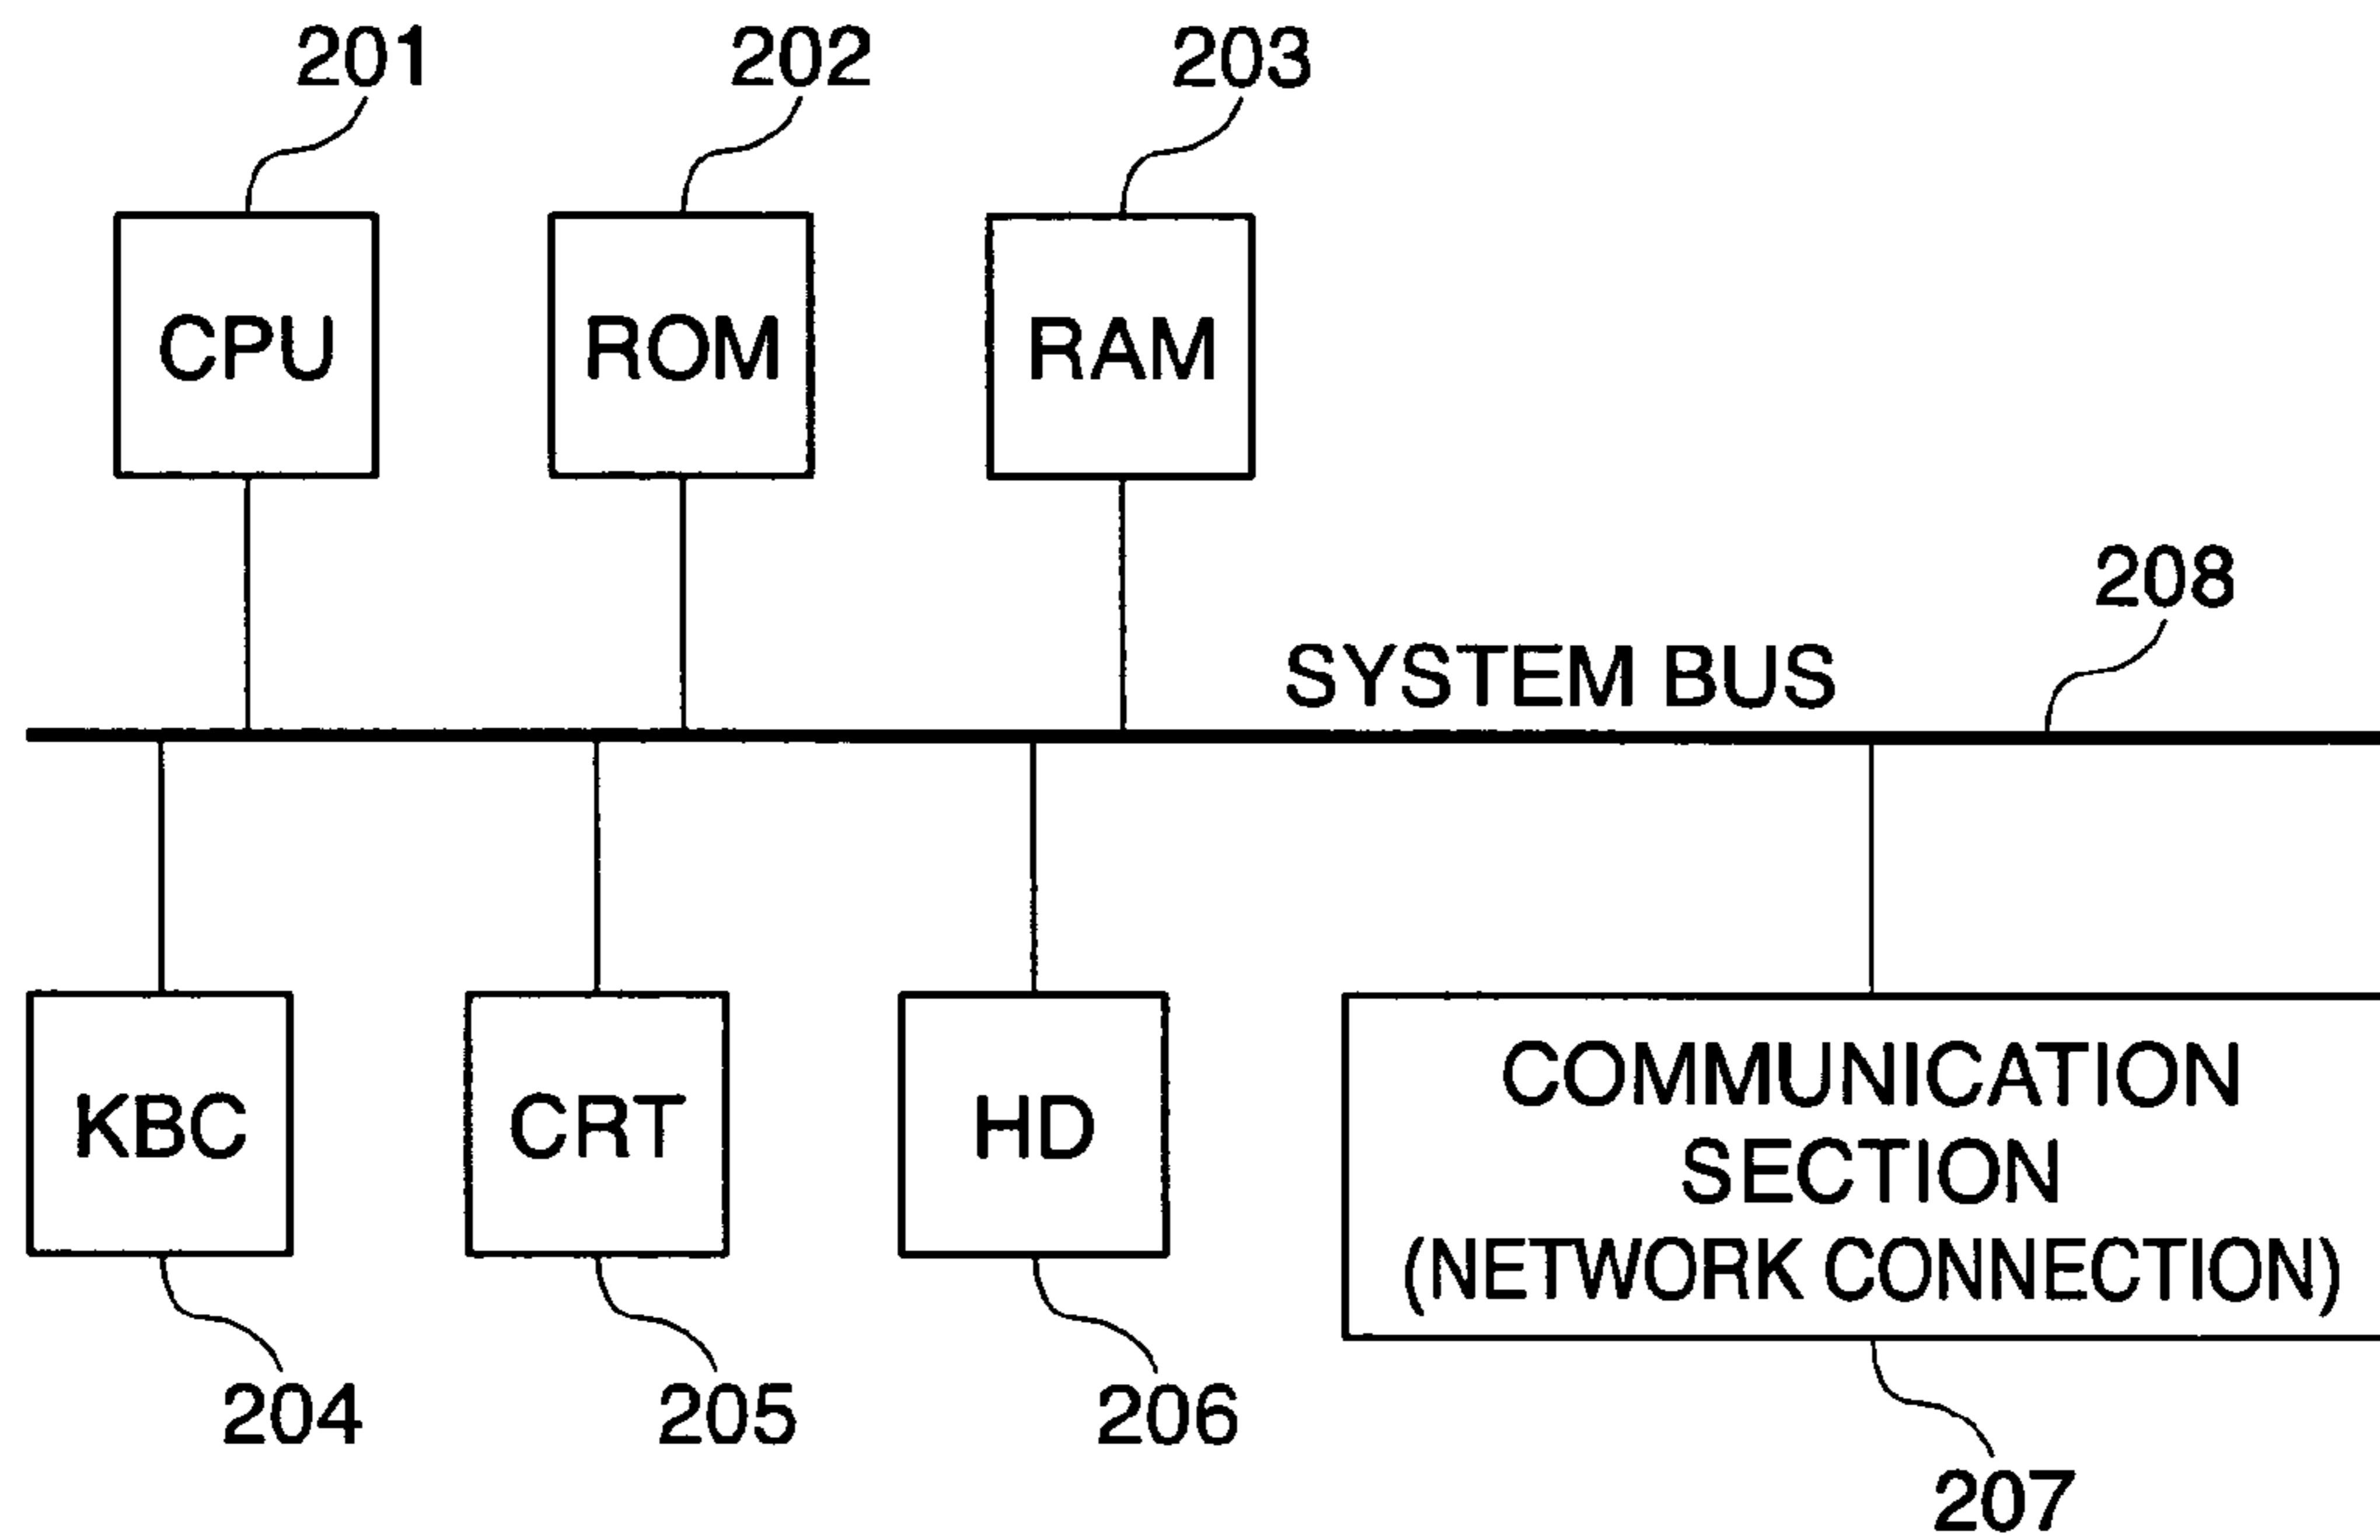 201
202
203
CPU
ROM
RAM
208
SYSTEM BUS
KBC
CRT
HD
COMMUNICATION
SECTION
(NETWORK CONNECTION)
204
205
206
207